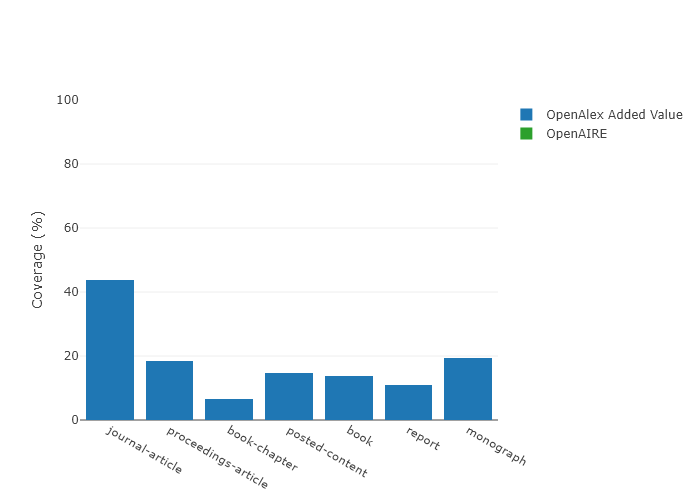 100
80
60
40
20
0
Coverage (%)
journal-article
proceedings-article
book-chapter
posted-content
book
report
monograph
OpenAlex Added Value
OpenAIRE